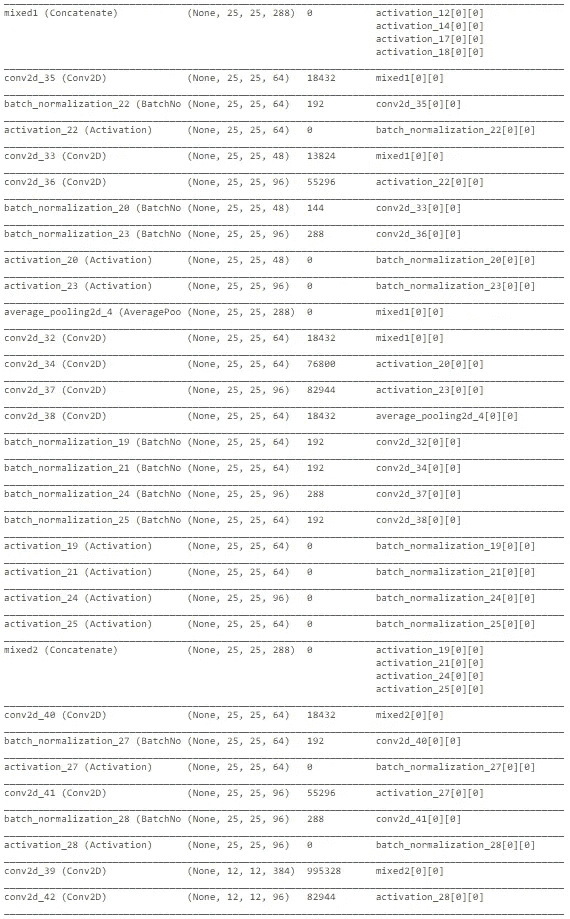 mixed1 (Concatenate) (None, 25, 25, 288) 0 activation_12[0][0]
activation_14[0][0]
activation_17[0][0]
activation_18[0][0]
conv2d_35 (Conv2D) (None, 25, 25, 64) 18432 mixed1[0][0]
batch_normalization_22 (BatchNo (None, 25, 25, 64) 192 conv2d_35[0][0]
activation_22 (Activation) (None, 25, 25, 64) 0 batch_normalization_22[0][0]
conv2d_33 (Conv2D) (None, 25, 25, 48) 13824 mixed1[0][0]
conv2d_36 (Conv2D) (None, 25, 25, 96) 55296 activation_22[0][0]
batch_normalization_20 (BatchNo (None, 25, 25, 48) 144 conv2d_33[0][0]
batch_normalization_23 (BatchNo (None, 25, 25, 96) 288 conv2d_36[0][0]
activation_20 (Activation) (None, 25, 25, 48) 0 batch_normalization_20[0][0]
activation_23 (Activation) (None, 25, 25, 96) 0 batch_normalization_23[0][0]
average_pooling2d_4 (AveragePoo (None, 25, 25, 288) 0 mixed1[0][0]
conv2d_32 (Conv2D) (None, 25, 25, 64) 18432 mixed1[0][0]
conv2d_34 (Conv2D) (None, 25, 25, 64) 76800 activation_20[0][0]
conv2d_37 (Conv2D) (None, 25, 25, 96) 82944 activation_23[0][0]
conv2d_38 (Conv2D) (None, 25, 25, 64) 18432 average_pooling2d_4[0][0]
batch_normalization_19 (BatchNo (None, 25, 25, 64) 192 conv2d_32[0][0]
batch_normalization_21 (BatchNo (None, 25, 25, 64) 192 conv2d_34[0][0]
batch_normalization_24 (BatchNo (None, 25, 25, 96) 288 conv2d_37[0][0]
batch_normalization_25 (BatchNo (None, 25, 25, 64) 192 conv2d_38[0][0]
activation_19 (Activation) (None, 25, 25, 64) 0 batch_normalization_19[0][0]
activation_21 (Activation) (None, 25, 25, 64) 0 batch_normalization_21[0][0]
activation_24 (Activation) (None, 25, 25, 96) 0 batch_normalization_24[0][0]
activation_25 (Activation) (None, 25, 25, 64) 0 batch_normalization_25[0][0]
mixed2 (Concatenate) (None, 25, 25, 288) 0 activation_19[0][0]
activation_21[0][0]
activation_24[0][0]
activation_25[0][0]
conv2d_40 (Conv2D) (None, 25, 25, 64) 18432 mixed2[0][0]
batch_normalization_27 (BatchNo (None, 25, 25, 64) 192 conv2d_40[0][0]
activation_27 (Activation) (None, 25, 25, 64) 0 batch_normalization_27[0][0]
conv2d_41 (Conv2D) (None, 25, 25, 96) 55296 activation_27[0][0]
batch_normalization_28 (BatchNo (None, 25, 25, 96) 288 conv2d_41[0][0]
activation_28 (Activation) (None, 25, 25, 96) 0 batch_normalization_28[0][0]
conv2d_39 (Conv2D) (None, 12, 12, 384) 995328 mixed2[0][0]
conv2d_42 (Conv2D) (None, 12, 12, 96) 82944 activation_28[0][0]